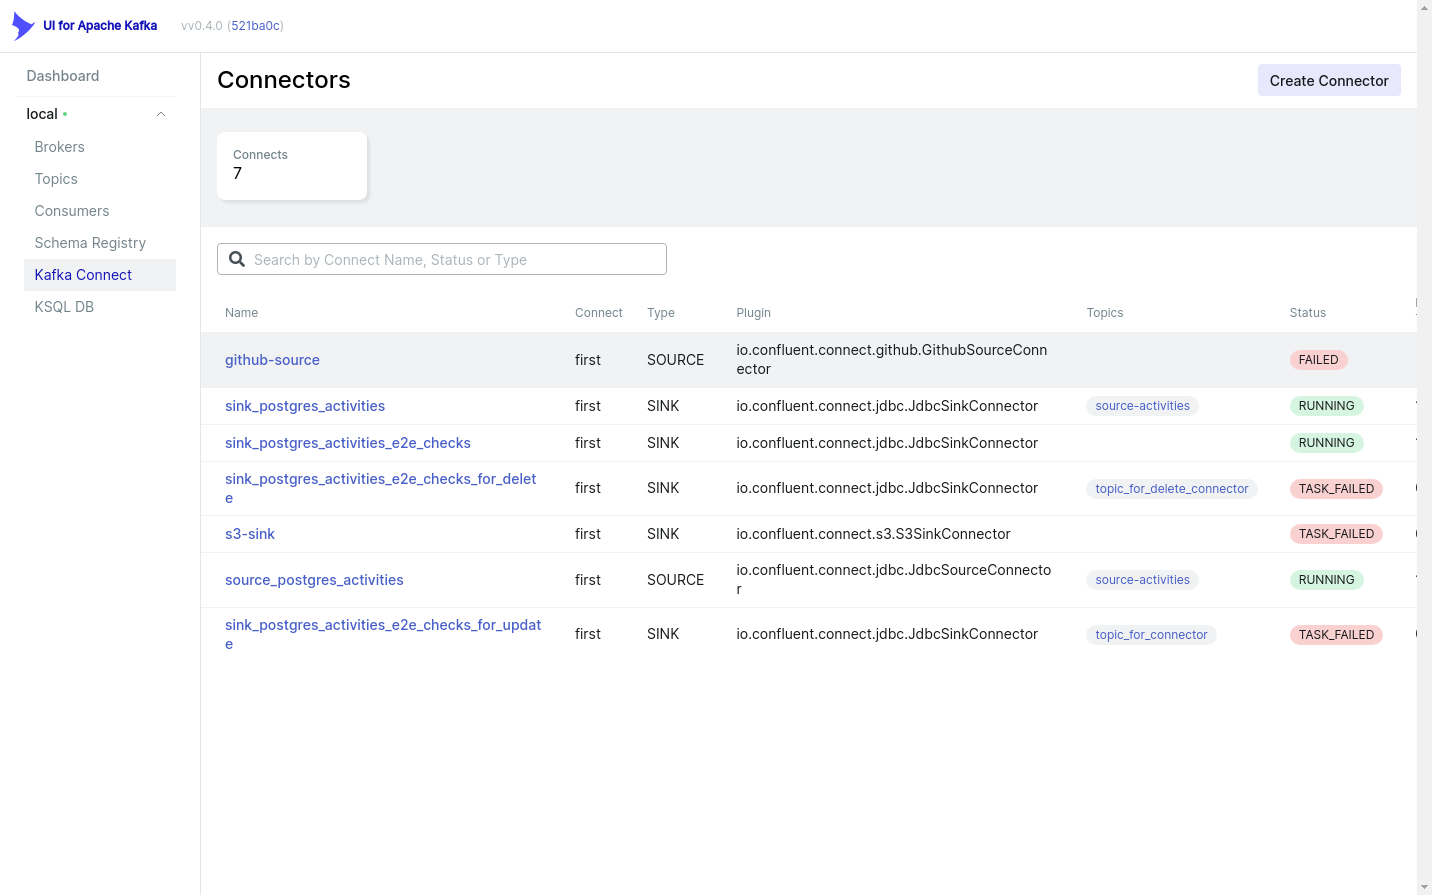 UI for Apache Kafka
vv0.4.0 (521ba0c)
Dashboard
local
Brokers
Topics
Consumers
Schema Registry
Kafka Connect
KSQL DB
Connectors
Create Connector
Connects
7
Search by Connect Name, Status or Type
Name Connect Type Plugin Topics Status
github-source first SOURCE io.confluent.connect.github.GithubSourceConn
ector FAILED
sink_postgres_activities first SINK io.confluent.connect.jdbc.JdbcSinkConnector source-activities RUNNING
sink_postgres_activities_e2e_checks first SINK io.confluent.connect.jdbc.JdbcSinkConnector RUNNING
sink_postgres_activities_e2e_checks_for_delet
e first SINK io.confluent.connect.jdbc.JdbcSinkConnector topic_for_delete_connector TASK_FAILED
s3-sink first SINK io.confluent.connect.s3.S3SinkConnector TASK_FAILED
source_postgres_activities first SOURCE io.confluent.connect.jdbc.JdbcSourceConnecto
r source-activities RUNNING
sink_postgres_activities_e2e_checks_for_updat
e first SINK io.confluent.connect.jdbc.JdbcSinkConnector topic_for_connector TASK_FAILED